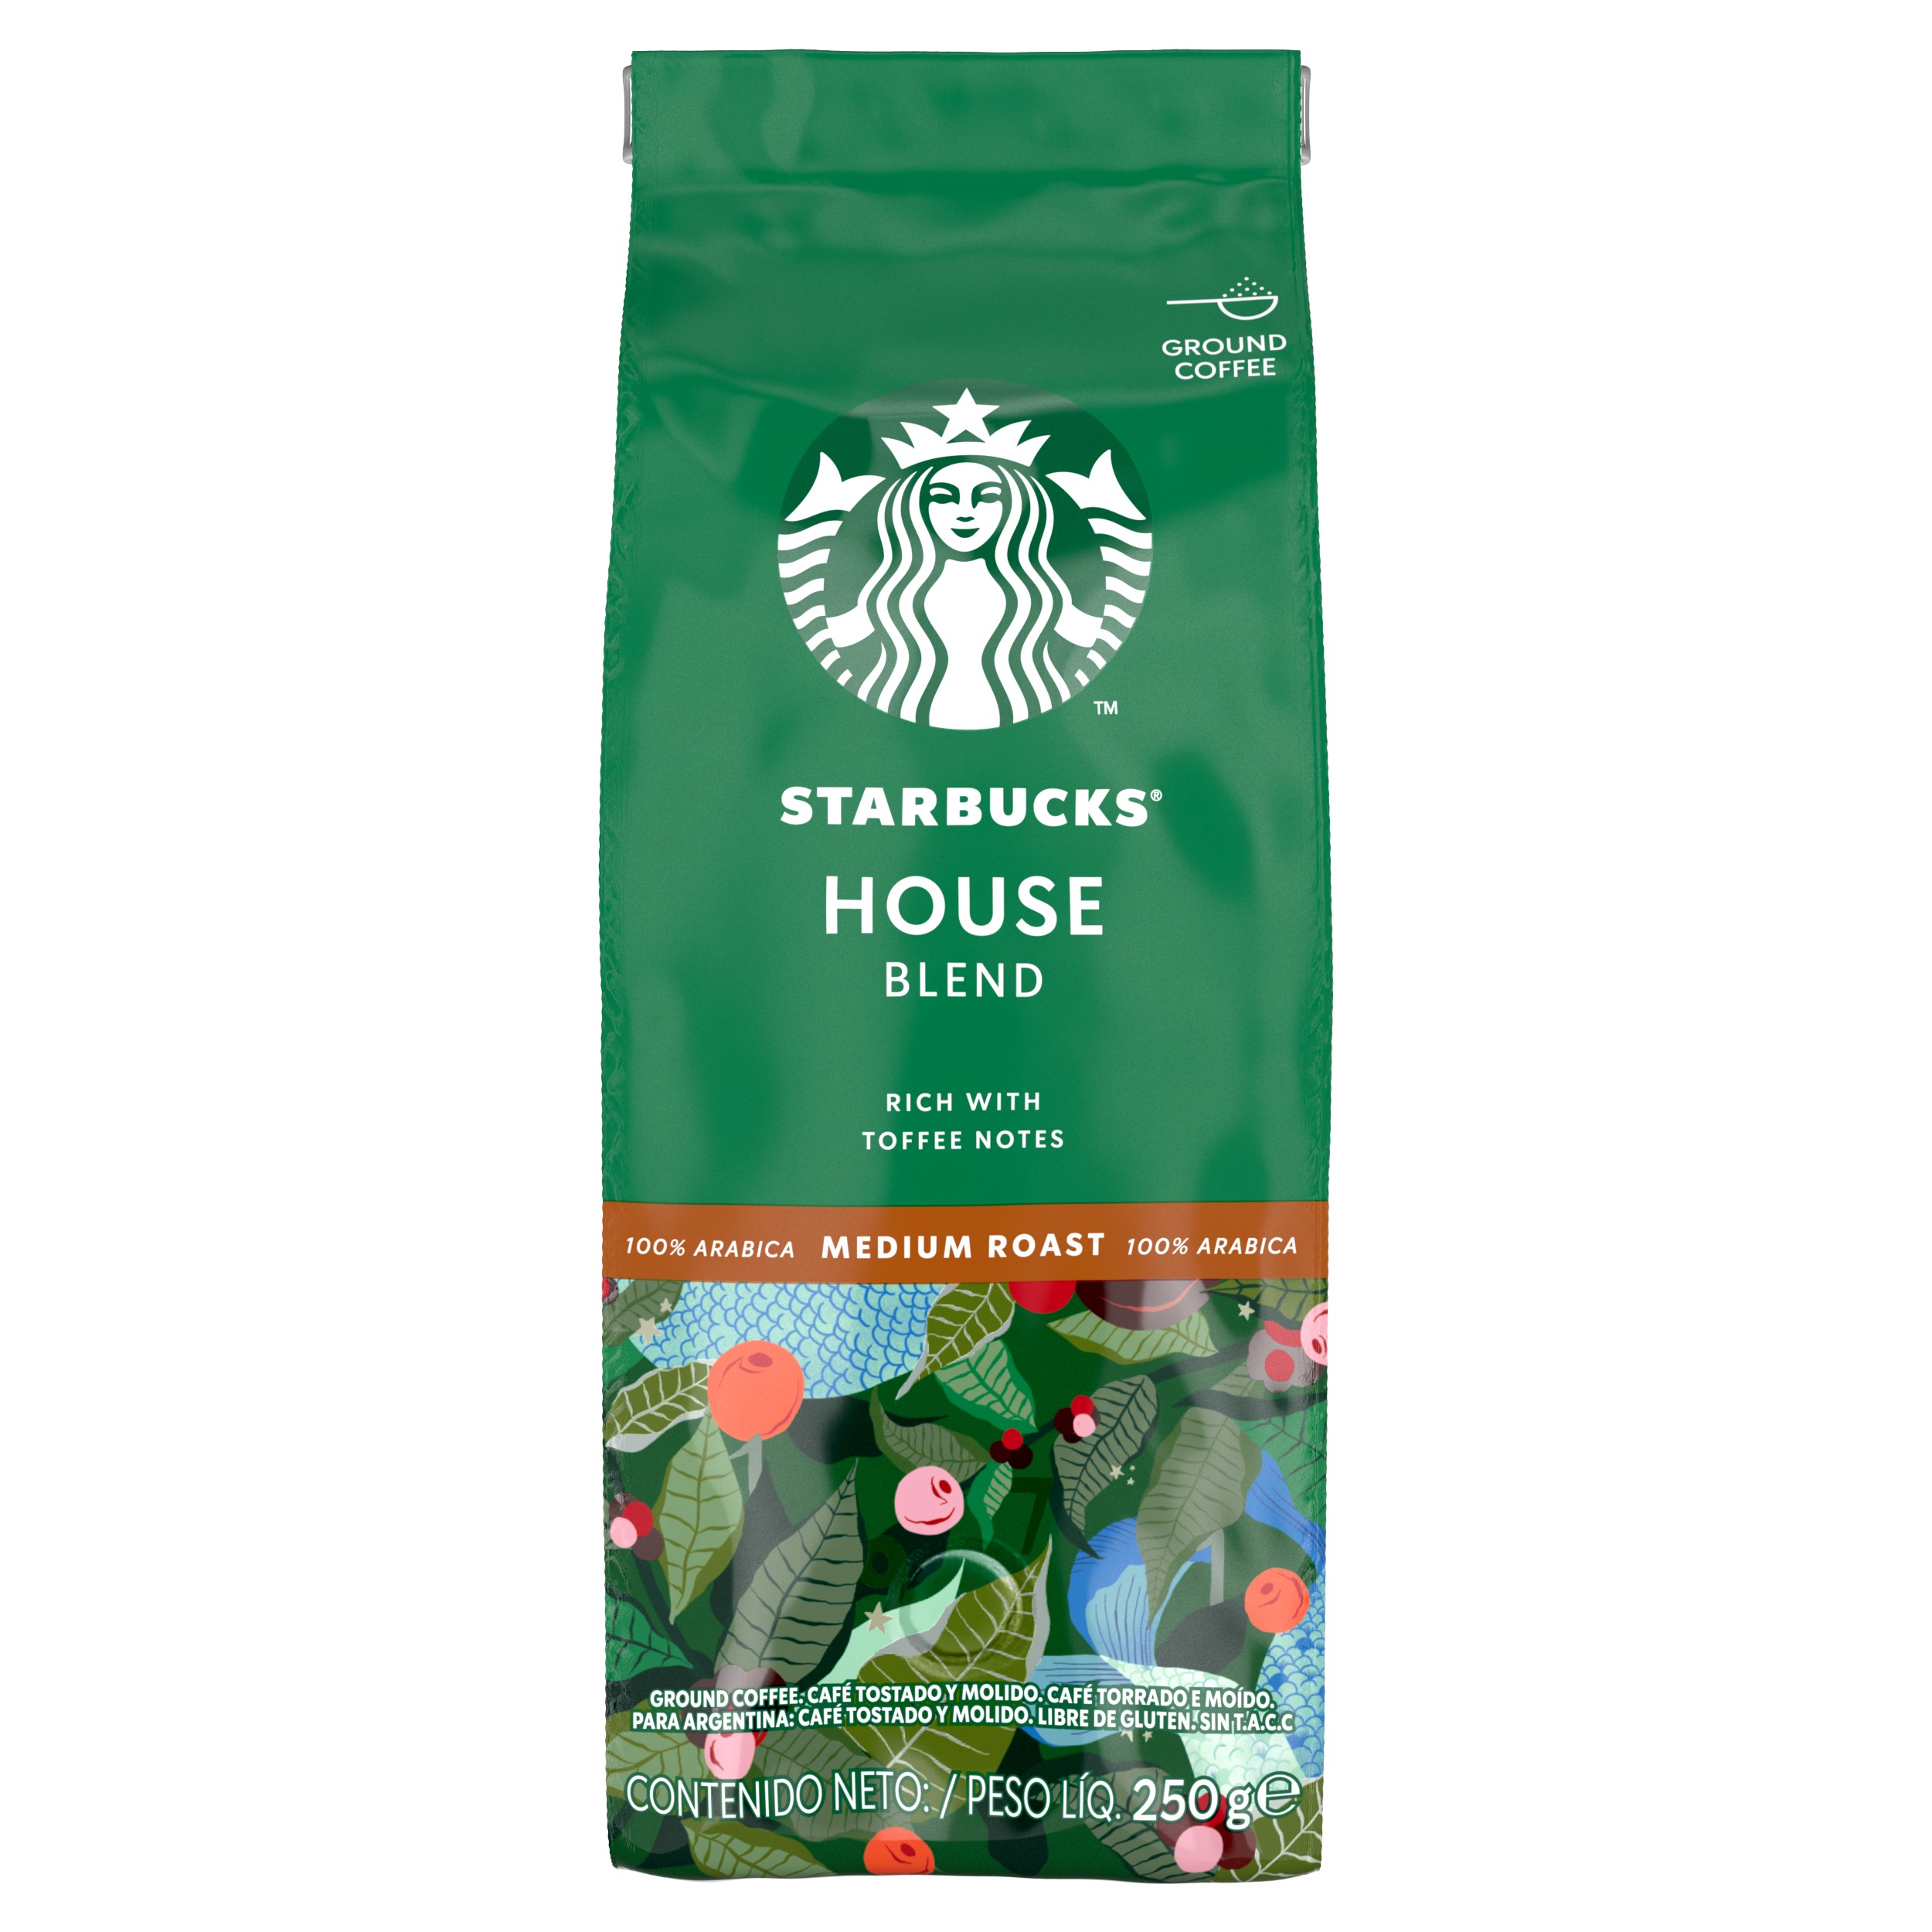 GROUND
COFFEE
TM
STARBUCKS®
HOUSE
BLEND
RICH WITH
TOFFEE NOTES
100% ARABICA MEDIUM ROAST 100% ARABICA
GROUND COFFEE. CAFÉ TOSTADO Y MOLIDO. CAFÉ TORRADO E MOÍDO.
PARA ARGENTINA: CAFÉ TOSTADO Y MOLIDO. LIBRE DE GLUTEN. SIN T.A.C.C
CONTENIDO NETO: / PESO LÍQ. 250 g ℮